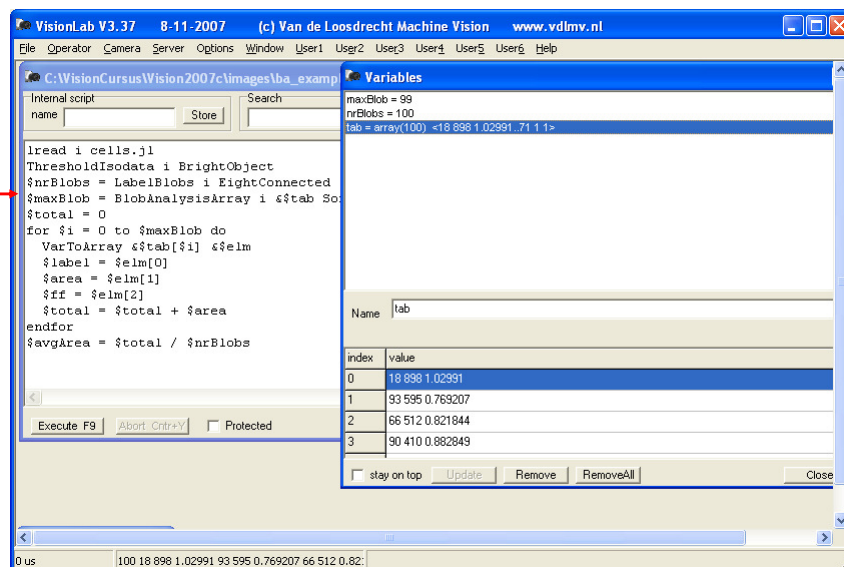 VisionLab V3.37 8-11-2007 (c) Van de Loosdrecht Machine Vision www.vdlmv.nl
File Operator Camera Server Options Window User1 User2 User3 User4 User5 User6 Help
C:\VisionCursus\Vision2007c\images\ba_examp
Internal script
name
Store
Search
lread i cells.jl
ThresholdIsodata i BrightObject
$nrBlobs = LabelBlobs i EightConnected
$maxBlob = BlobAnalysisArray i &$tab So
$total = 0
for $i = 0 to $maxBlob do
VarToArray &$tab[$i] &$elm
$label = $elm[0]
$area = $elm[1]
$ff = $elm[2]
$total = $total + $area
endfor
$avgArea = $total / $nrBlobs
Execute F9
Abort Cntr+Y
Protected
Variables
maxBlob = 99
nrBlobs = 100
tab = array(100) <18 898 1.02991..71 1 1>
Name tab
index value
0 18 898 1.02991
1 93 595 0.769207
2 66 512 0.821844
3 90 410 0.882849
stay on top
Update
Remove
RemoveAll
Close
0 us
100 18 898 1.02991 93 595 0.769207 66 512 0.82